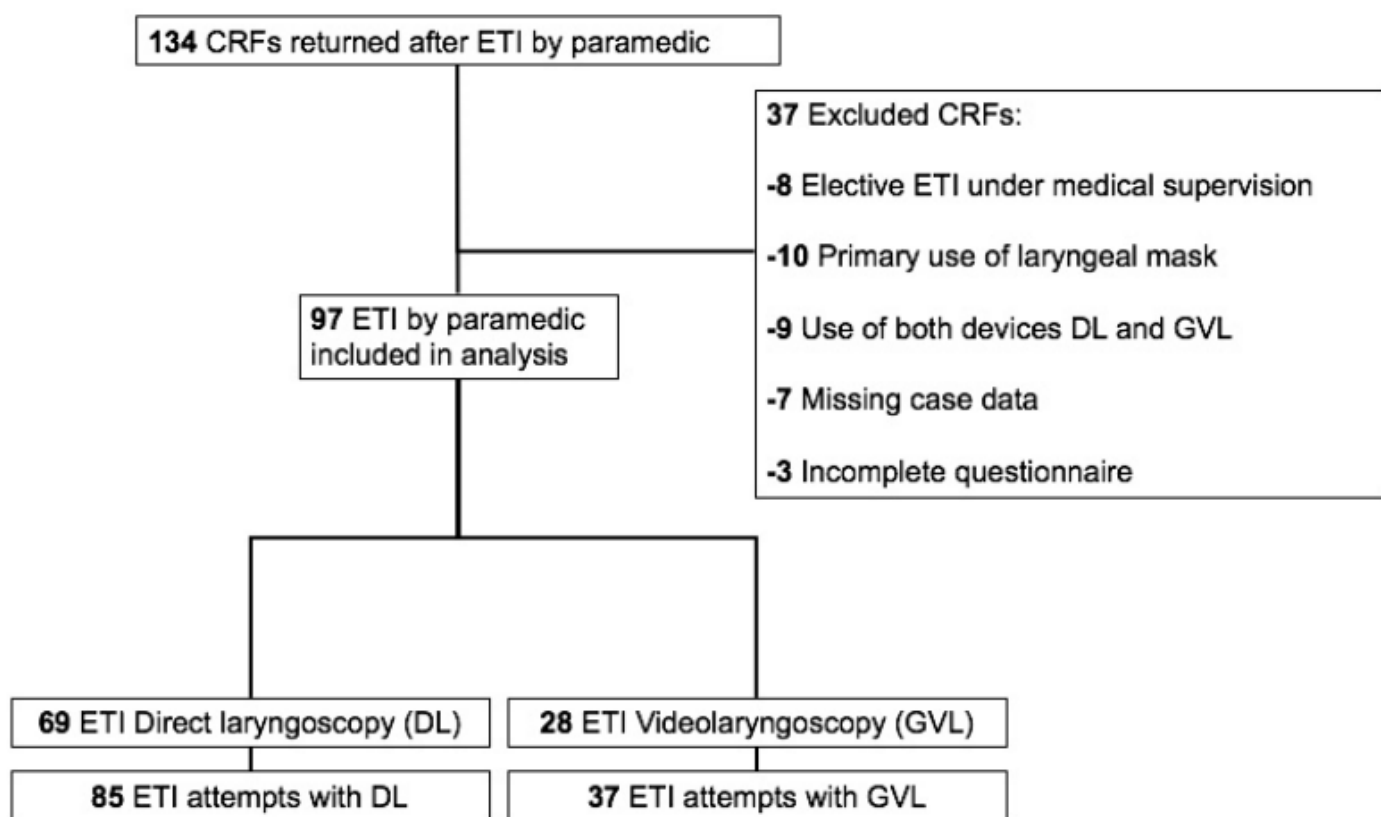 134 CRFs returned after ETI by paramedic
37 Excluded CRFs:
-8 Elective ETI under medical supervision
-10 Primary use of laryngeal mask
-9 Use of both devices DL and GVL
-7 Missing case data
-3 Incomplete questionnaire
97 ETI by paramedic
included in analysis
69 ETI Direct laryngoscopy (DL)
28 ETI Videolaryngoscopy (GVL)
85 ETI attempts with DL
37 ETI attempts with GVL